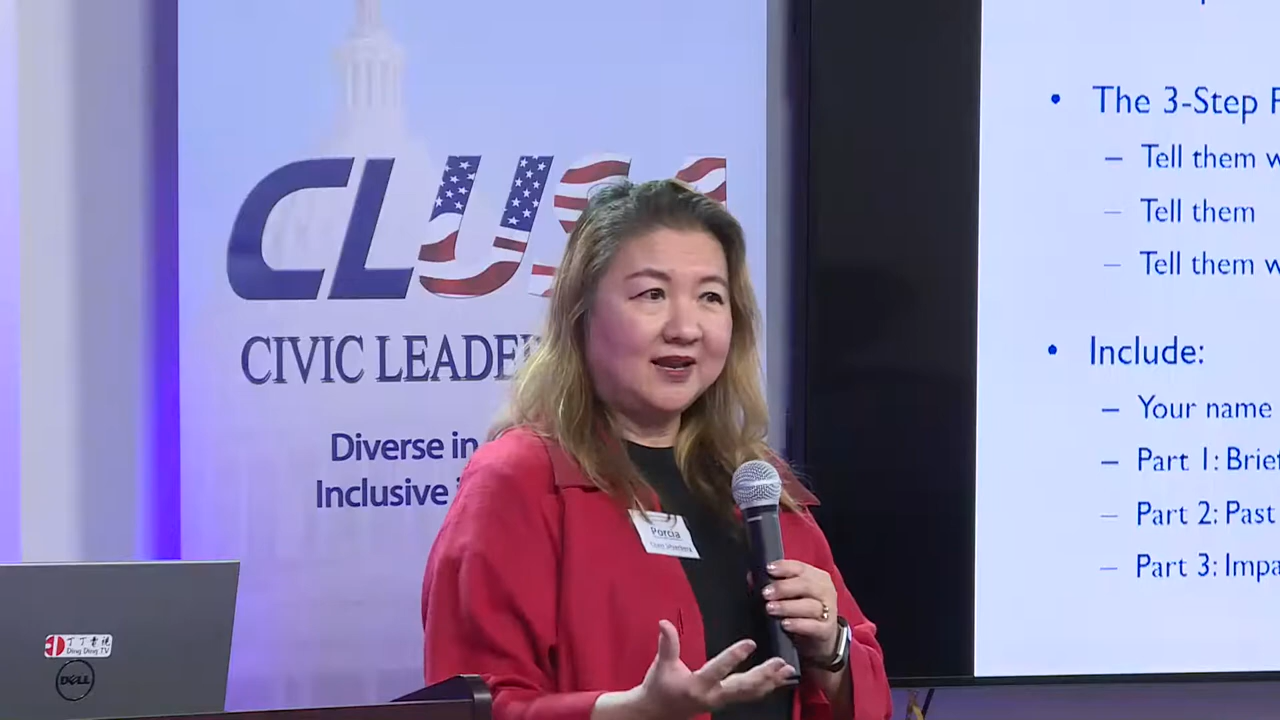 CLUSA
CIVIC LEADE
Diverse in
Inclusive i
Porcia
丁丁電視
Ding Ding TV
DELL
• The 3-Step F
– Tell them w
– Tell them
– Tell them w
• Include:
– Your name
– Part 1: Brie
– Part 2: Past
– Part 3: Impa